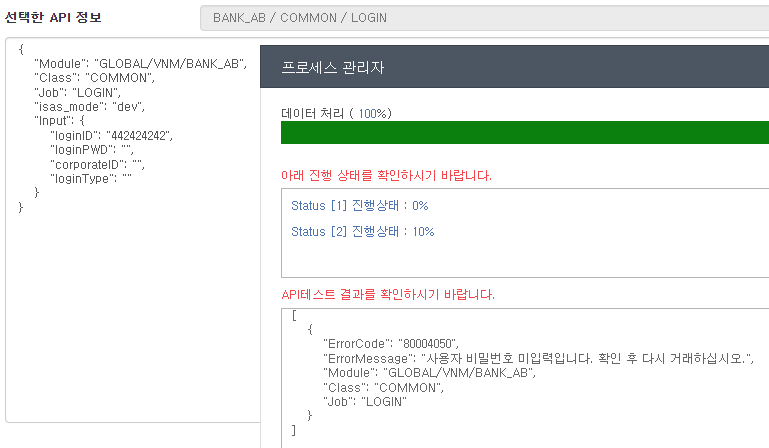 선택한 API 정보
BANK_AB / COMMON / LOGIN
{
"Module": "GLOBAL/VNM/BANK_AB",
"Class": "COMMON",
"Job": "LOGIN",
"isas_mode": "dev",
"Input": {
"loginID": "442424242",
"loginPWD": "",
"corporateID": "",
"loginType": ""
}
}
프로세스 관리자
데이터 처리 ( 100%)
아래 진행 상태를 확인하시기 바랍니다.
Status [1] 진행상태 : 0%
Status [2] 진행상태 : 10%
API테스트 결과를 확인하시기 바랍니다.
[
{
"ErrorCode": "80004050",
"ErrorMessage": "사용자 비밀번호 미입력입니다. 확인 후 다시 거래하십시오.",
"Module": "GLOBAL/VNM/BANK_AB",
"Class": "COMMON",
"Job": "LOGIN"
}
]